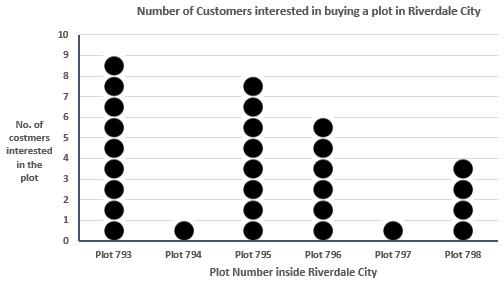 Number of Customers interested in buying a plot in Riverdale City
10
9
8
7
6
5
4
3
2
1
0
No. of
costmers
interested
in the
plot
Plot 793 Plot 794 Plot 795 Plot 796 Plot 797 Plot 798
Plot Number inside Riverdale City